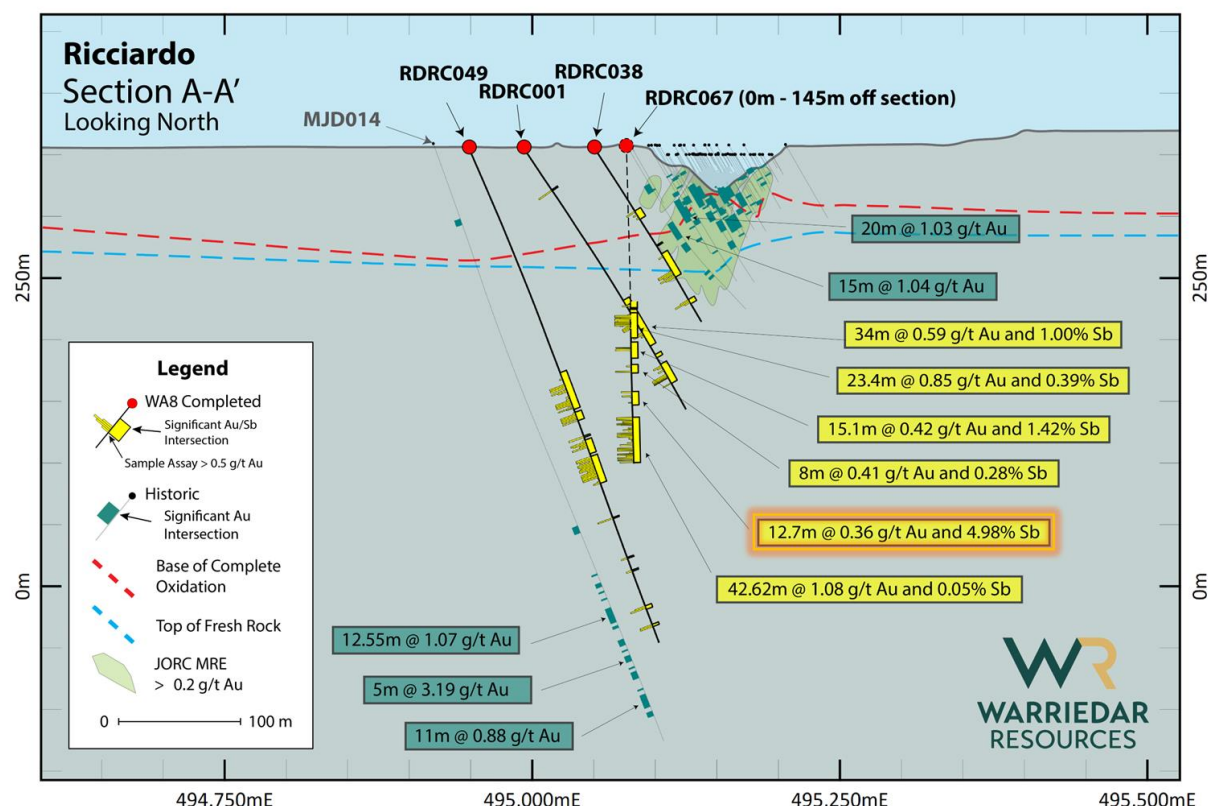 Ricciardo
Section A-A’
Looking North
MJD014
RDRC049
RDRC001
RDRC038
RDRC067 (0m - 145m off section)
250m
250m
0m
0m
20m @ 1.03 g/t Au
15m @ 1.04 g/t Au
34m @ 0.59 g/t Au and 1.00% Sb
23.4m @ 0.85 g/t Au and 0.39% Sb
15.1m @ 0.42 g/t Au and 1.42% Sb
8m @ 0.41 g/t Au and 0.28% Sb
12.7m @ 0.36 g/t Au and 4.98% Sb
42.62m @ 1.08 g/t Au and 0.05% Sb
12.55m @ 1.07 g/t Au
5m @ 3.19 g/t Au
11m @ 0.88 g/t Au
Legend
WA8 Completed
Significant Au/Sb
Intersection
Sample Assay > 0.5 g/t Au
Historic
Significant Au
Intersection
Base of Complete
Oxidation
Top of Fresh Rock
JORC MRE
> 0.2 g/t Au
0
100 m
WR
WARRIEDAR
RESOURCES
494,750mE
495,000mE
495,250mE
495,500mE